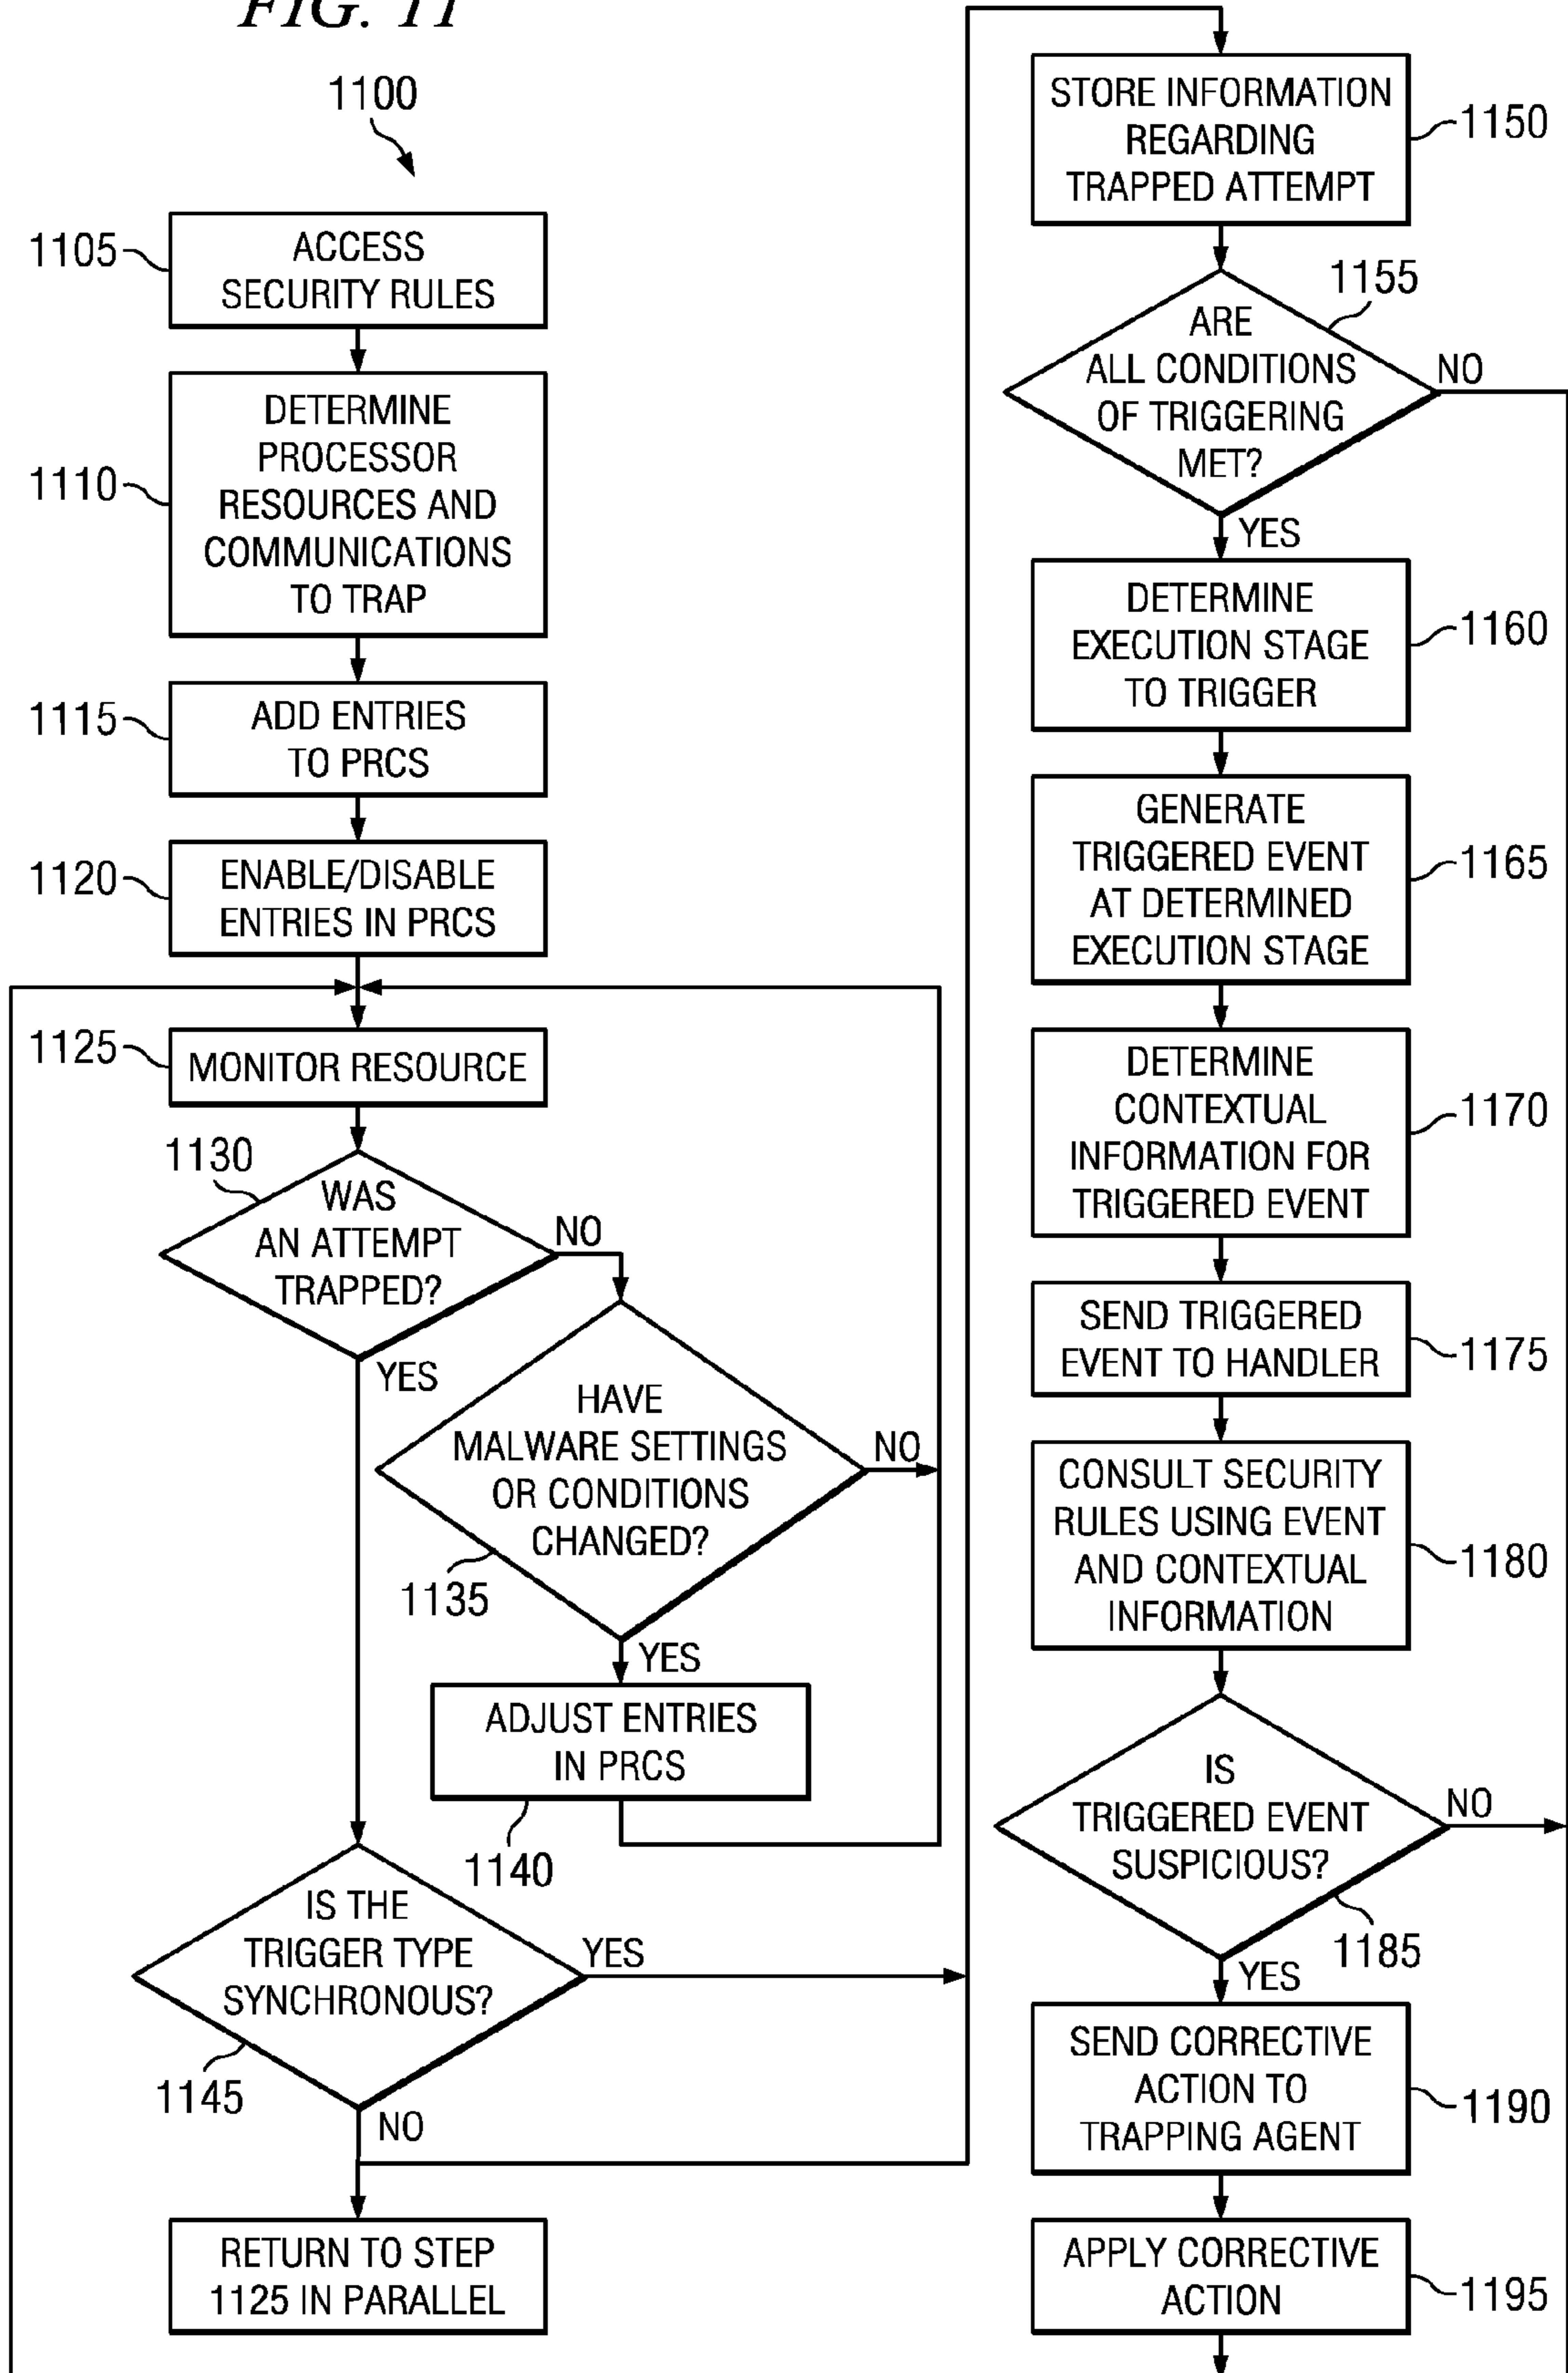 FIG. 11
1100
1105
ACCESS
SECURITY RULES
1110
DETERMINE
PROCESSOR
RESOURCES AND
COMMUNICATIONS
TO TRAP
1115
ADD ENTRIES
TO PRCS
1120
ENABLE/DISABLE
ENTRIES IN PRCS
1125
MONITOR RESOURCE
1130
WAS
AN ATTEMPT
TRAPPED?
NO
YES
HAVE
MALWARE SETTINGS
OR CONDITIONS
CHANGED?
NO
1135
YES
ADJUST ENTRIES
IN PRCS
1140
IS THE
TRIGGER TYPE
SYNCHRONOUS?
YES
1145
NO
RETURN TO STEP
1125 IN PARALLEL
STORE INFORMATION
REGARDING
TRAPPED ATTEMPT
1150
1155
ARE
ALL CONDITIONS
OF TRIGGERING
MET?
NO
YES
DETERMINE
EXECUTION STAGE
TO TRIGGER
1160
GENERATE
TRIGGERED EVENT
AT DETERMINED
EXECUTION STAGE
1165
DETERMINE
CONTEXTUAL
INFORMATION FOR
TRIGGERED EVENT
1170
SEND TRIGGERED
EVENT TO HANDLER
1175
CONSULT SECURITY
RULES USING EVENT
AND CONTEXTUAL
INFORMATION
1180
IS
TRIGGERED EVENT
SUSPICIOUS?
NO
1185
YES
SEND CORRECTIVE
ACTION TO
TRAPPING AGENT
1190
APPLY CORRECTIVE
ACTION
1195